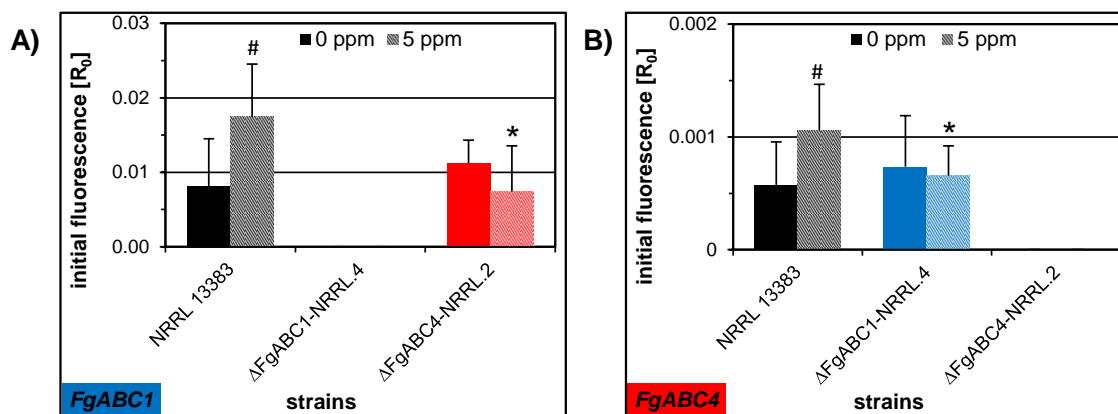 A)
initial fluorescence [R0]
0.03
0.02
0.01
0.00
0 ppm 5 ppm
#
*
NRRL 13383
ΔFgABC1-NRRL.4
ΔFgABC4-NRRL.2
FgABC1
strains
B)
initial fluorescence [R0]
0.002
0.001
0
0 ppm 5 ppm
#
*
NRRL 13383
ΔFgABC1-NRRL.4
ΔFgABC4-NRRL.2
FgABC4
strains